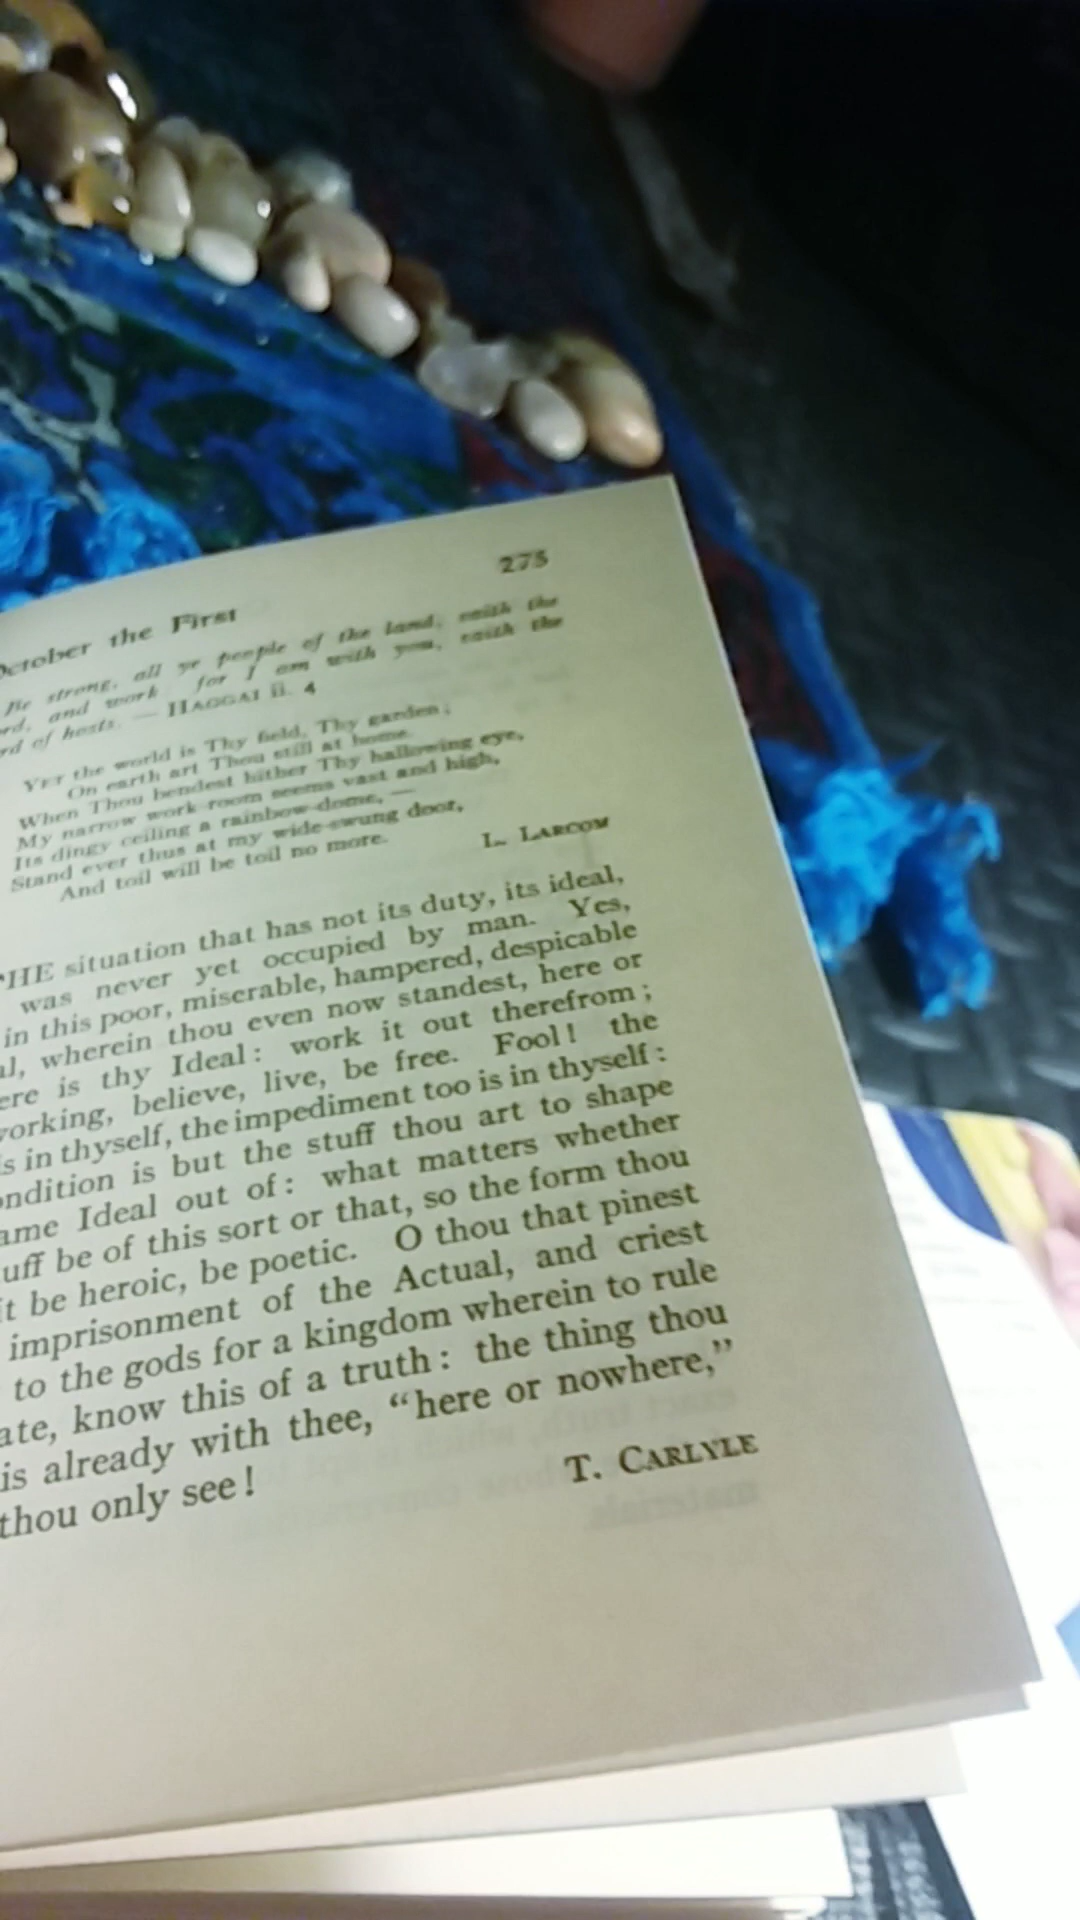 275
October the First
Be strong, all ye people of the land, saith the
and work for I am with you, saith the
of hosts. — HAGGAI ii. 4
YET the world is Thy field, Thy garden;
On earth art Thou still at home.
When Thou bendest hither Thy hallowing eye,
My narrow work-room seems vast and high,
Its dingy ceiling a rainbow-dome, —
Stand ever thus at my wide-swung door,
And toil will be toil no more.
L. LARCOM
THE situation that has not its duty, its ideal,
was never yet occupied by man. Yes,
in this poor, miserable, hampered, despicable
wherein thou even now standest, here or
is thy Ideal: work it out therefrom;
working, believe, live, be free. Fool! the
is in thyself, the impediment too is in thyself:
condition is but the stuff thou art to shape
same Ideal out of: what matters whether
stuff be of this sort or that, so the form thou
it be heroic, be poetic. O thou that pinest
imprisonment of the Actual, and criest
to the gods for a kingdom wherein to rule
know this of a truth: the thing thou
is already with thee, “here or nowhere,”
thou only see!
T. CARLYLE